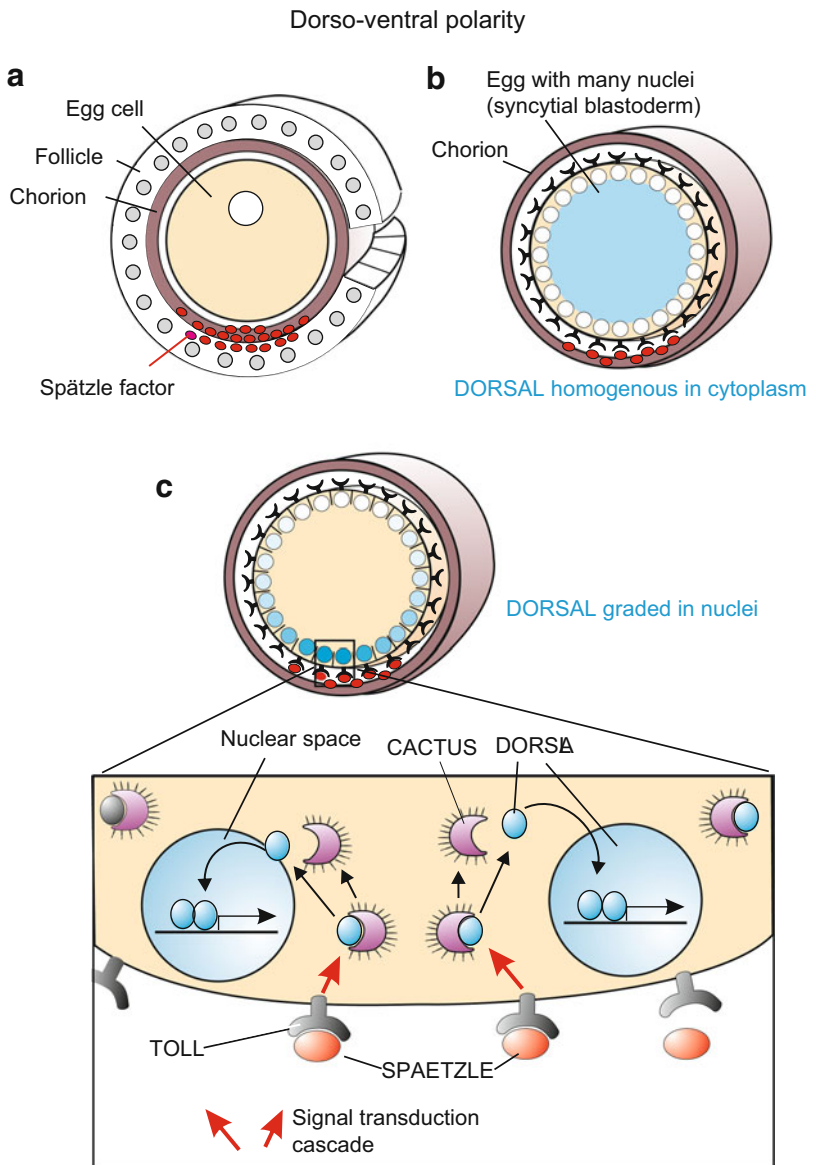 Dorso-ventral polarity
a
Egg cell
Follicle
Chorion
Spätzle factor
b
Egg with many nuclei
(syncytial blastoderm)
Chorion
DORSAL homogenous in cytoplasm
c
DORSAL graded in nuclei
Nuclear space
CACTUS
DORSLA
TOLL
SPAETZLE
Signal transduction
cascade